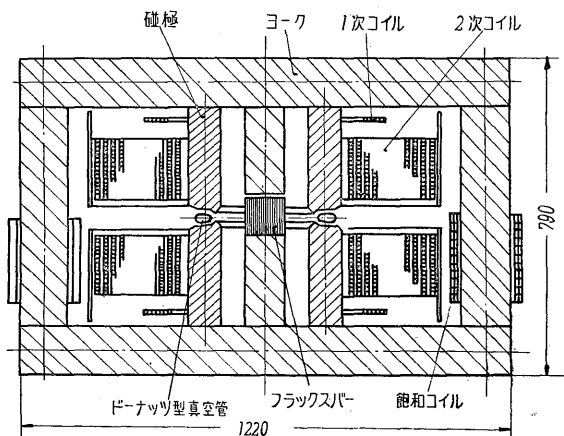 磁極
ヨーク
1次コイル
2次コイル
790
ドーナッツ型真空管
フラックスバー
飽和コイル
1220